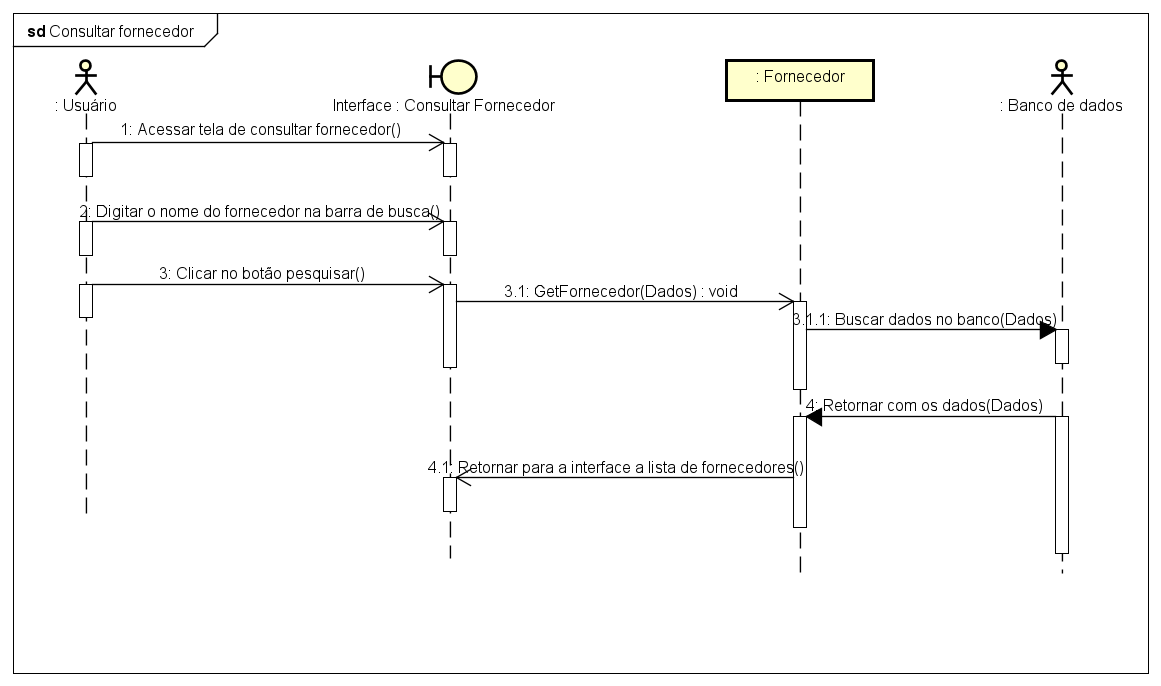 sd Consultar fornecedor
: Usuário
Interface : Consultar Fornecedor
: Fornecedor
: Banco de dados
1: Acessar tela de consultar fornecedor()
2: Digitar o nome do fornecedor na barra de busca()
3: Clicar no botão pesquisar()
3.1: GetFornecedor(Dados) : void
3.1.1: Buscar dados no banco(Dados)
4: Retornar com os dados(Dados)
4.1: Retornar para a interface a lista de fornecedores()